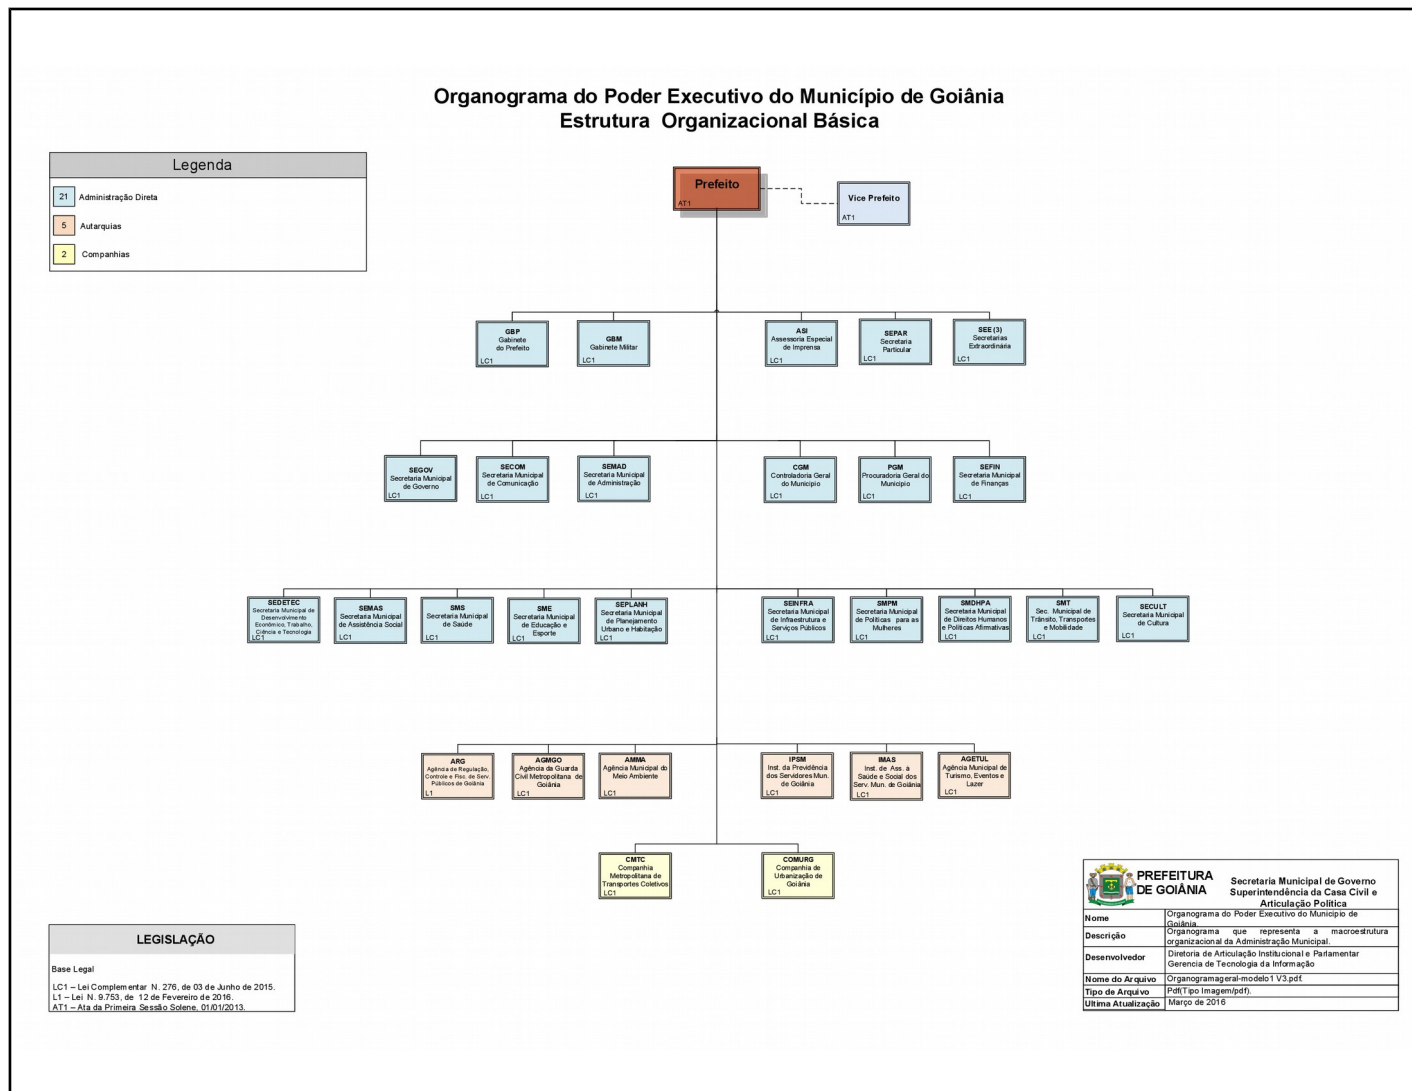 Organograma do Poder Executivo do Município de Goiânia
Estrutura Organizacional Básica
Legenda
21 Administração Direta
5 Autarquias
2 Companhias
Prefeito
AT1
Vice Prefeito
AT1
GBP
Gabinete
do Prefeito
LC1
GBM
Gabinete Militar
LC1
ASI
Assessoria Especial
de Imprensa
LC1
SEPAR
Secretaria
Particular
LC1
SEE (3)
Secretarias
Extraordinária
LC1
SEGOV
Secretaria Municipal
de Governo
LC1
SECOM
Secretaria Municipal
de Comunicação
LC1
SEMAD
Secretaria Municipal
de Administração
LC1
CGM
Controladoria Geral
do Município
LC1
PGM
Procuradoria Geral do
Município
LC1
SEFIN
Secretaria Municipal
de Finanças
LC1
SEDETEC
Secretaria Municipal de
Desenvolvimento
Econômico, Trabalho,
Ciência e Tecnologia
LC1
SEMAS
Secretaria Municipal
de Assistência Social
LC1
SMS
Secretaria Municipal
de Saúde
LC1
SME
Secretaria Municipal
de Educação e
Esporte
LC1
SEPLANH
Secretaria Municipal
de Planejamento
Urbano e Habitação
LC1
SEINFRA
Secretaria Municipal
de Infraestrutura e
Serviços Públicos
LC1
SMPM
Secretaria Municipal
de Políticas para as
Mulheres
LC1
SMDHPA
Secretaria Municipal
de Direitos Humanos
e Políticas Afirmativas
LC1
SMT
Sec. Municipal de
Trânsito, Transportes
e Mobilidade
LC1
SECULT
Secretaria Municipal
de Cultura
LC1
ARG
Agência de Regulação,
Controle e Fisc. de Serv.
Públicos de Goiânia
L1
AGMGO
Agência da Guarda
Civil Metropolitana de
Goiânia
LC1
AMMA
Agência Municipal do
Meio Ambiente
LC1
IPSM
Inst. da Previdência
dos Servidores Mun.
de Goiânia
LC1
IMAS
Inst. de Ass. à
Saúde e Social dos
Serv. Mun. de Goiânia
LC1
AGETUL
Agência Municipal de
Turismo, Eventos e
Lazer
LC1
CMTC
Companhia
Metropolitana de
Transportes Coletivos
LC1
COMURG
Companhia de
Urbanização de
Goiânia
LC1
LEGISLAÇÃO
Base Legal
LC1 – Lei Complementar N. 276, de 03 de Junho de 2015.
L1 – Lei N. 9.753, de 12 de Fevereiro de 2016.
AT1 – Ata da Primeira Sessão Solene, 01/01/2013.
PREFEITURA
DE GOIÂNIA
Secretaria Municipal de Governo
Superintendência da Casa Civil e
Articulação Política
Nome Organograma do Poder Executivo do Município de
Goiânia
Descrição Organograma que representa a macroestrutura
organizacional da Administração Municipal.
Desenvolvedor Diretoria de Articulação Institucional e Parlamentar
Gerencia de Tecnologia da Informação
Nome do Arquivo Organogramageral-modelo1 V3.pdf.
Tipo de Arquivo Pdf(Tipo Imagem/pdf).
Ultima Atualização Março de 2016